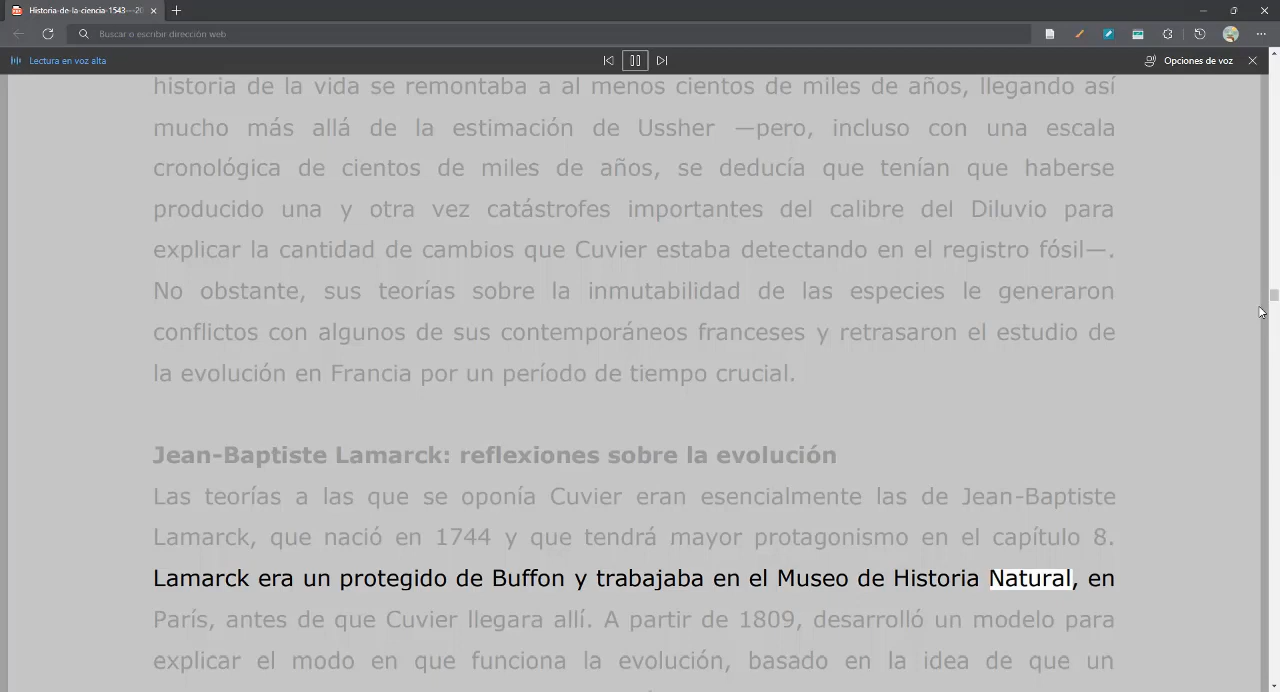 Historia-de-la-ciencia-1543---20
Buscar o escribir dirección web
Lectura en voz alta
Opciones de voz
historia de la vida se remontaba a al menos cientos de miles de años, llegando así
mucho más allá de la estimación de Ussher —pero, incluso con una escala
cronológica de cientos de miles de años, se deducía que tenían que haberse
producido una y otra vez catástrofes importantes del calibre del Diluvio para
explicar la cantidad de cambios que Cuvier estaba detectando en el registro fósil—.
No obstante, sus teorías sobre la inmutabilidad de las especies le generaron
conflictos con algunos de sus contemporáneos franceses y retrasaron el estudio de
la evolución en Francia por un período de tiempo crucial.
Jean-Baptiste Lamarck: reflexiones sobre la evolución
Las teorías a las que se oponía Cuvier eran esencialmente las de Jean-Baptiste
Lamarck, que nació en 1744 y que tendrá mayor protagonismo en el capítulo 8.
Lamarck era un protegido de Buffon y trabajaba en el Museo de Historia Natural, en
París, antes de que Cuvier llegara allí. A partir de 1809, desarrolló un modelo para
explicar el modo en que funciona la evolución, basado en la idea de que un